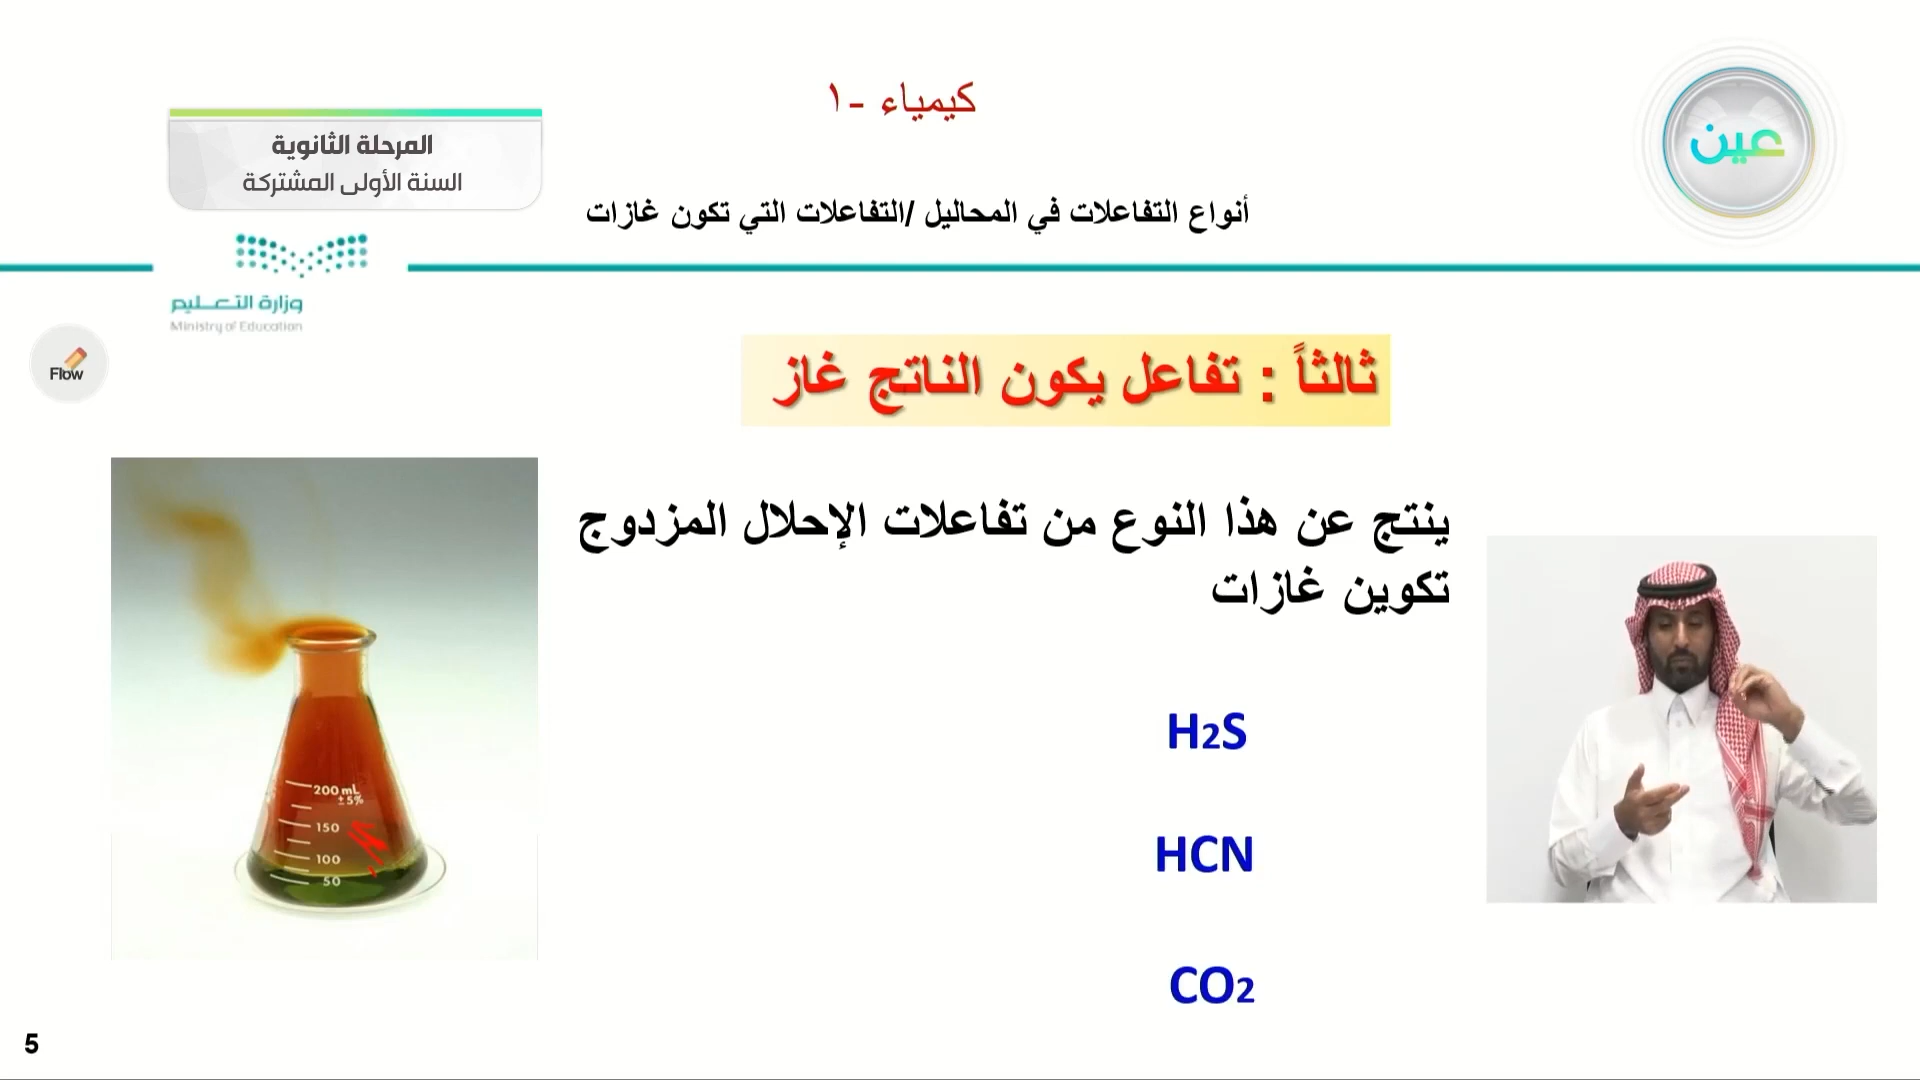 كيمياء -١
عين
المرحلة الثانوية
السنة الأولى المشتركة
أنواع التفاعلات في المحاليل /التفاعلات التي تكون غازات
وزارة التعليم
Ministry of Education
Flow
ثالثاً : تفاعل يكون الناتج غاز
ينتج عن هذا النوع من تفاعلات الإحلال المزدوج
تكوين غازات
H2S
HCN
CO2
200 mL
±5%
150
100
50
5